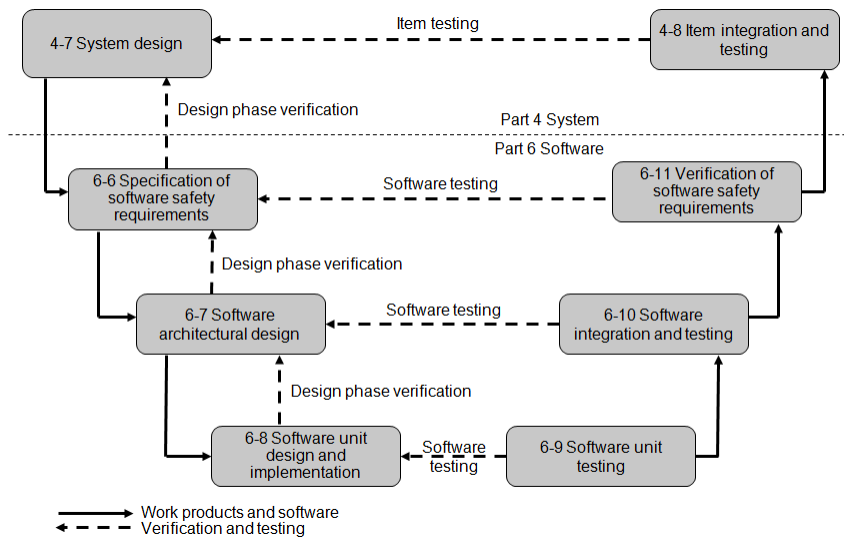 Item testing
4-7 System design
4-8 Item integration and
testing
Design phase verification
Part 4 System
Part 6 Software
6-6 Specification of
software safety
requirements
Software testing
6-11 Verification of
software safety
requirements
Design phase verification
6-7 Software
architectural design
Software testing
6-10 Software
integration and testing
Design phase verification
6-8 Software unit
design and
implementation
Software
testing
6-9 Software unit
testing
Work products and software
Verification and testing